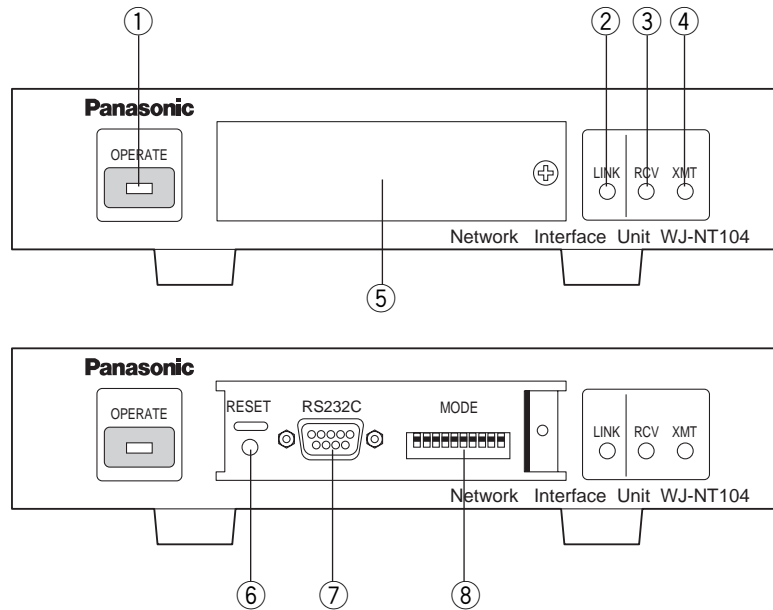 ① ② ③ ④
Panasonic
OPERATE
LINK RCV XMT
Network Interface Unit WJ-NT104
⑤
Panasonic
RESET RS232C MODE
OPERATE
LINK RCV XMT
Network Interface Unit WJ-NT104
⑥ ⑦ ⑧